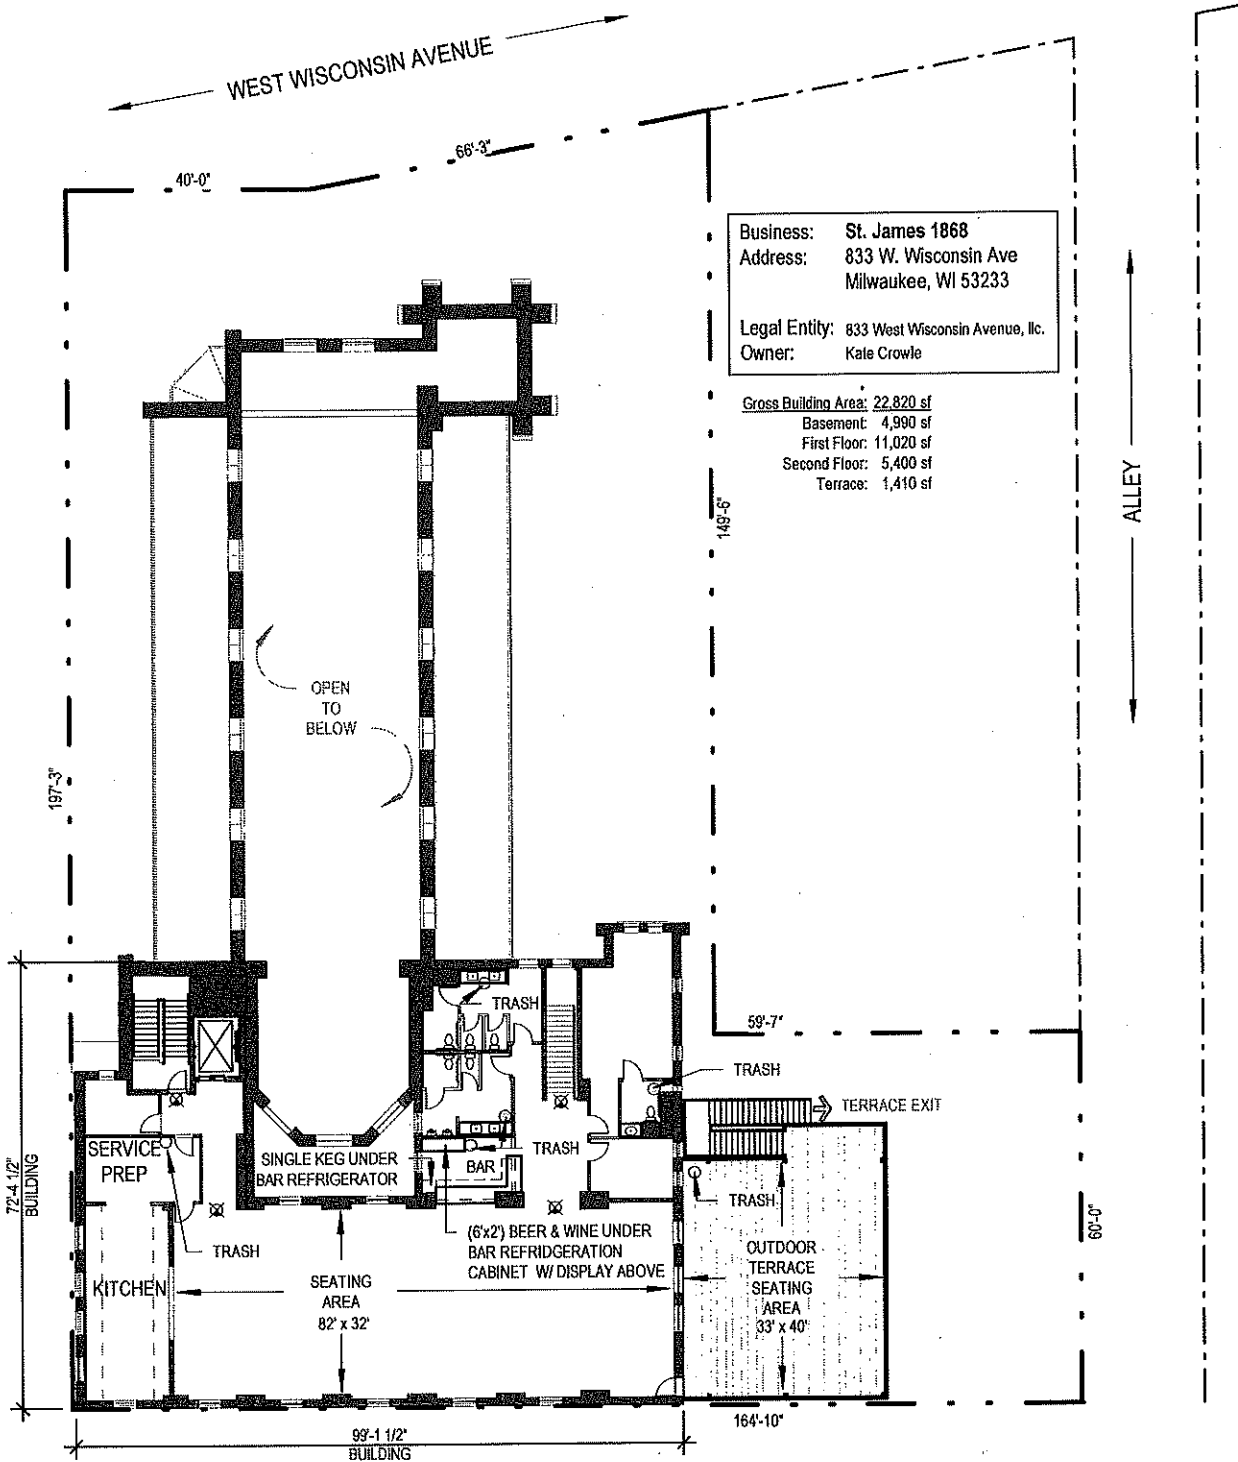 WEST WISCONSIN AVENUE
66'-3"
40'-0"
Business: St. James 1868
Address: 833 W. Wisconsin Ave
Milwaukee, WI 53233
Legal Entity: 833 West Wisconsin Avenue, llc.
Owner: Kate Crowle
Gross Building Area: 22,820 sf
Basement: 4,990 sf
First Floor: 11,020 sf
Second Floor: 5,400 sf
Terrace: 1,410 sf
ALLEY
149'-6"
OPEN
TO
BELOW
197'-3"
TRASH
59'-7"
TRASH
TERRACE EXIT
SERVICE
PREP
SINGLE KEG UNDER
BAR REFRIGERATOR
BAR
TRASH
72'-4 1/2"
BUILDING
TRASH
TRASH
(6'x2') BEER & WINE UNDER
BAR REFRIDGERATION
CABINET W/ DISPLAY ABOVE
60'-0"
KITCHEN
SEATING
AREA
82' x 32'
OUTDOOR
TERRACE
SEATING
AREA
33' x 40'
164'-10"
99'-1 1/2"
BUILDING